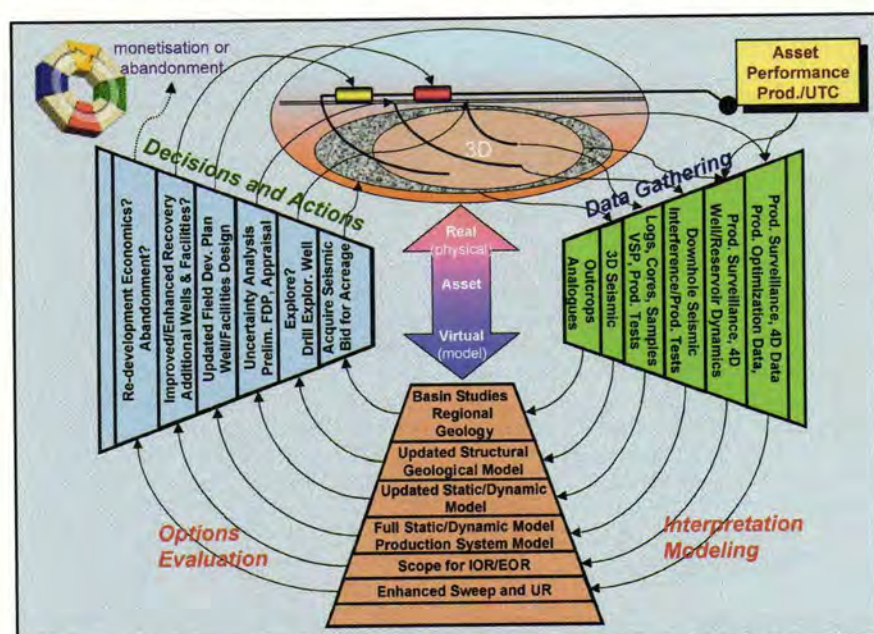 monetisation or
abandonment
Asset
Performance
Prod./UTC
3D
Decisions and Actions
Data Gathering
Re-development Economics?
Abandonment?
Improved/Enhanced Recovery
Additional Wells & Facilities?
Updated Field Dev. Plan
Well/Facilities Design
Uncertainty Analysis
Prelim. FDP, Appraisal
Explore?
Drill Explor. Well
Acquire Seismic
Bid for Acreage
Real
(physical)
Asset
Virtual
(model)
Outcrops
Analogues
3D Seismic
Logs, Cores, Samples
VSP, Prod. Tests
Downhole Seismic
Interference/Prod. Tests
Prod. Surveillance, 4D
Well/Reservoir Dynamics
Prod. Surveillance, 4D Data
Prod. Optimization Data,
Basin Studies
Regional
Geology
Updated Structural
Geological Model
Updated Static/Dynamic
Model
Full Static/Dynamic Model
Production System Model
Scope for IOR/EOR
Enhanced Sweep and UR
Options
Evaluation
Interpretation
Modeling